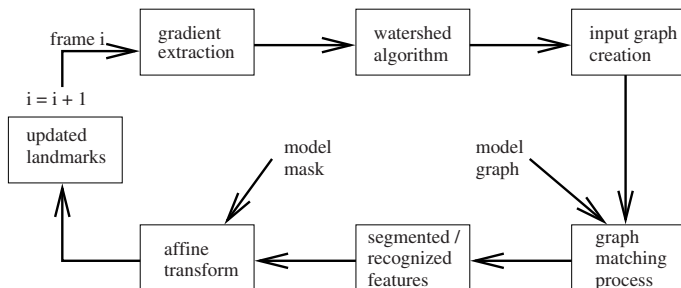 frame i
gradient
extraction
watershed
algorithm
input graph
creation
i = i + 1
updated
landmarks
model
mask
model
graph
affine
transform
segmented /
recognized
features
graph
matching
process